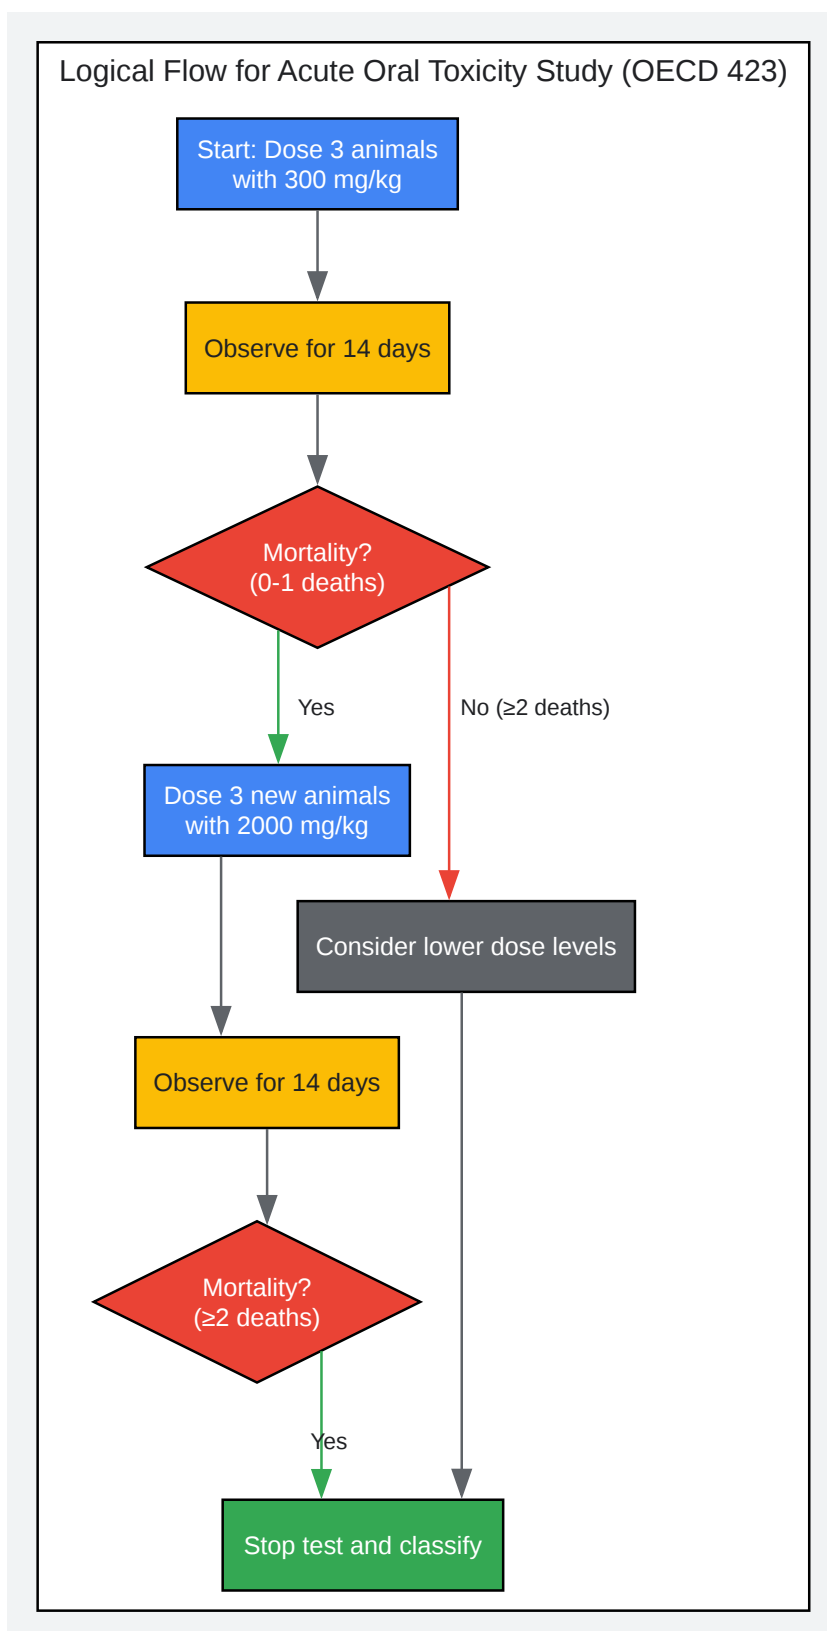 Logical Flow for Acute Oral Toxicity Study (OECD 423)
Start: Dose 3 animals
with 300 mg/kg
Observe for 14 days
Mortality?
(0-1 deaths)
Yes
No (≥2 deaths)
Dose 3 new animals
with 2000 mg/kg
Consider lower dose levels
Observe for 14 days
Mortality?
(≥2 deaths)
Yes
Stop test and classify